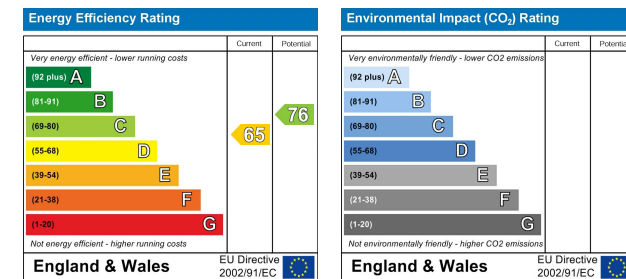 Energy Efficiency Rating
Current Potential
Very energy efficient - lower running costs
(92 plus) A
(81-91) B
(69-80) C
(55-68) D
(39-54) E
(21-38) F
(1-20) G
65
76
Not energy efficient - higher running costs
England & Wales
EU Directive
2002/91/EC
Environmental Impact (CO₂) Rating
Current Potential
Very environmentally friendly - lower CO2 emissions
(92 plus) A
(81-91) B
(69-80) C
(55-68) D
(39-54) E
(21-38) F
(1-20) G
Not environmentally friendly - higher CO2 emissions
England & Wales
EU Directive
2002/91/EC